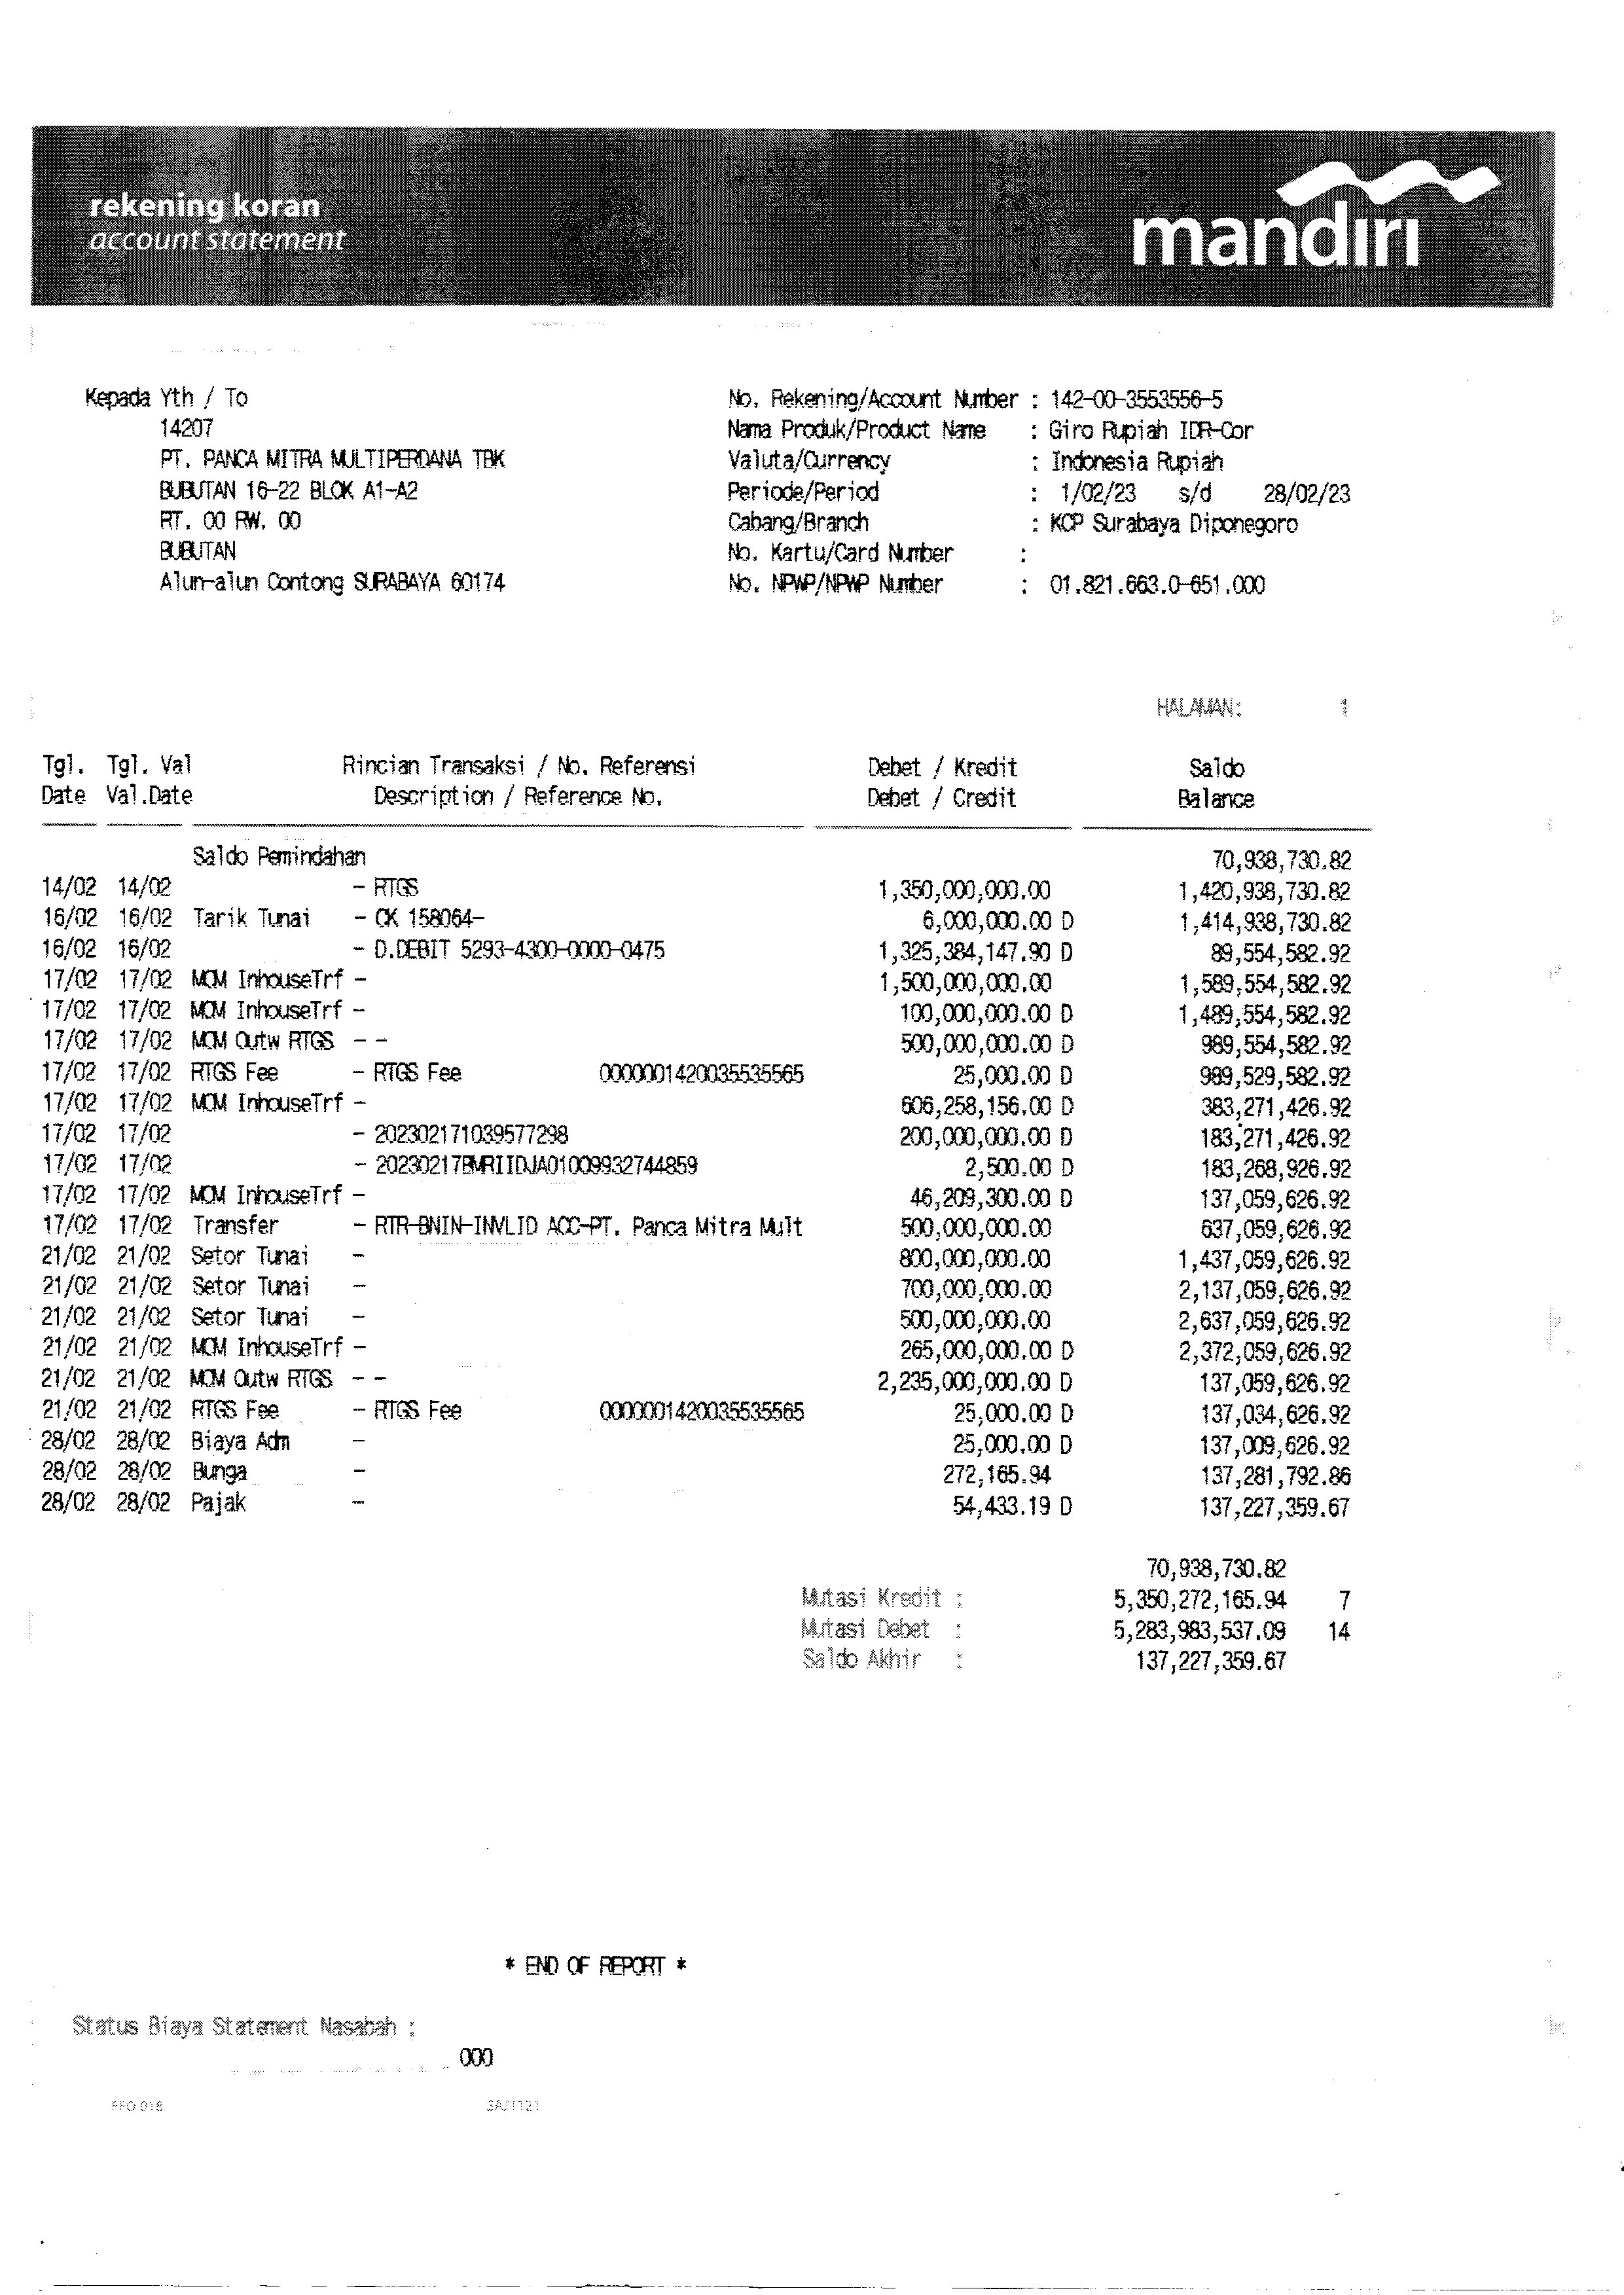 rekening koran
account statement
mandiri
Kepada Yth / To
14207
PT. PANCA MITRA MULTIPERDANA TBK
BUBUTAN 16-22 BLOK A1-A2
RT. 00 RW. 00
BUBUTAN
Alun-alun Contong SURABAYA 60174
No. Rekening/Account Number : 142-00-3553556-5
Nama Produk/Product Name : Giro Rupiah IDR-Cor
Valuta/Currency : Indonesia Rupiah
Periode/Period : 1/02/23 s/d 28/02/23
Cabang/Branch : KCP Surabaya Diponegoro
No. Kartu/Card Number :
No. NPWP/NPWP Number : 01.821.663.0-651.000
HALAMAN: 1
Tgl. Tgl. Val Rincian Transaksi / No. Referensi Debet / Kredit Saldo
Date Val.Date Description / Reference No. Debet / Credit Balance
Saldo Pemindahan 70,938,730.82
14/02 14/02 - RTGS 1,350,000,000.00 1,420,938,730.82
16/02 16/02 Tarik Tunai - CK 158064- 6,000,000.00 D 1,414,938,730.82
16/02 16/02 - D.DEBIT 5293-4300-0000-0475 1,325,384,147.90 D 89,554,582.92
17/02 17/02 MCM InhouseTrf - 1,500,000,000.00 1,589,554,582.92
17/02 17/02 MCM InhouseTrf - 100,000,000.00 D 1,489,554,582.92
17/02 17/02 MCM Outw RTGS - - 500,000,000.00 D 989,554,582.92
17/02 17/02 RTGS Fee - RTGS Fee 0000001420035535565 25,000.00 D 989,529,582.92
17/02 17/02 MCM InhouseTrf - 606,258,156.00 D 383,271,426.92
17/02 17/02 - 202302171039577298 200,000,000.00 D 183,271,426.92
17/02 17/02 - 20230217BMRIIDJA01009932744859 2,500.00 D 183,268,926.92
17/02 17/02 MCM InhouseTrf - 46,209,300.00 D 137,059,626.92
17/02 17/02 Transfer - RTR-BNIN-INVLID ACC-PT. Panca Mitra Mult 500,000,000.00 637,059,626.92
21/02 21/02 Setor Tunai - 800,000,000.00 1,437,059,626.92
21/02 21/02 Setor Tunai - 700,000,000.00 2,137,059,626.92
21/02 21/02 Setor Tunai - 500,000,000.00 2,637,059,626.92
21/02 21/02 MCM InhouseTrf - 265,000,000.00 D 2,372,059,626.92
21/02 21/02 MCM Outw RTGS - - 2,235,000,000.00 D 137,059,626.92
21/02 21/02 RTGS Fee - RTGS Fee 0000001420035535565 25,000.00 D 137,034,626.92
28/02 28/02 Biaya Adm - 25,000.00 D 137,009,626.92
28/02 28/02 Bunga - 272,165.94 137,281,792.86
28/02 28/02 Pajak - 54,433.19 D 137,227,359.67
70,938,730.82
Mutasi Kredit : 5,350,272,165.94 7
Mutasi Debet : 5,283,983,537.09 14
Saldo Akhir : 137,227,359.67
* END OF REPORT *
Status Biaya Statement Nasabah :
000
FFO 018